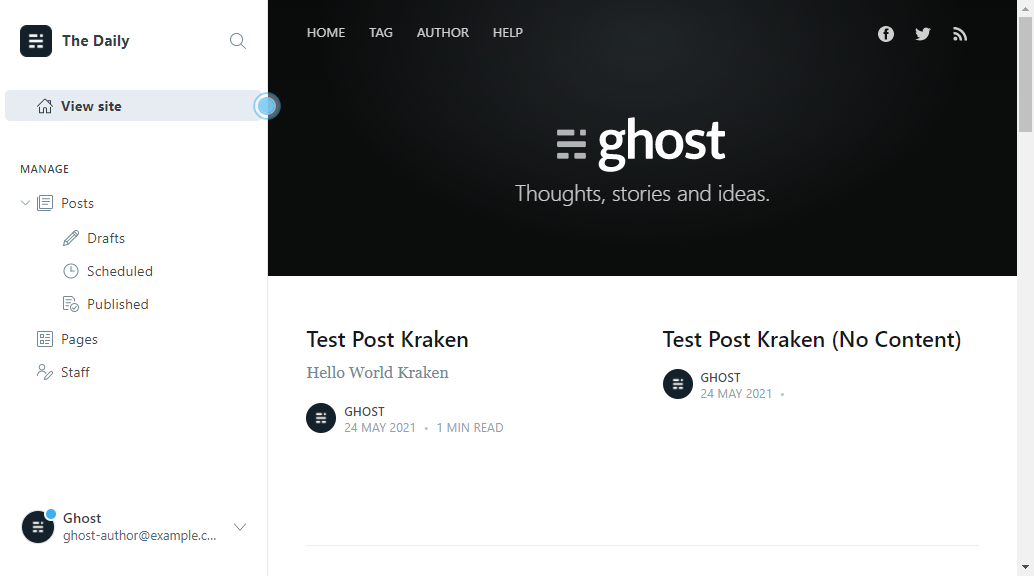 The Daily
View site
MANAGE
Posts
Drafts
Scheduled
Published
Pages
Staff
Ghost
ghost-author@example.c...
HOME TAG AUTHOR HELP
ghost
Thoughts, stories and ideas.
Test Post Kraken
Hello World Kraken
GHOST
24 MAY 2021 • 1 MIN READ
Test Post Kraken (No Content)
GHOST
24 MAY 2021 •